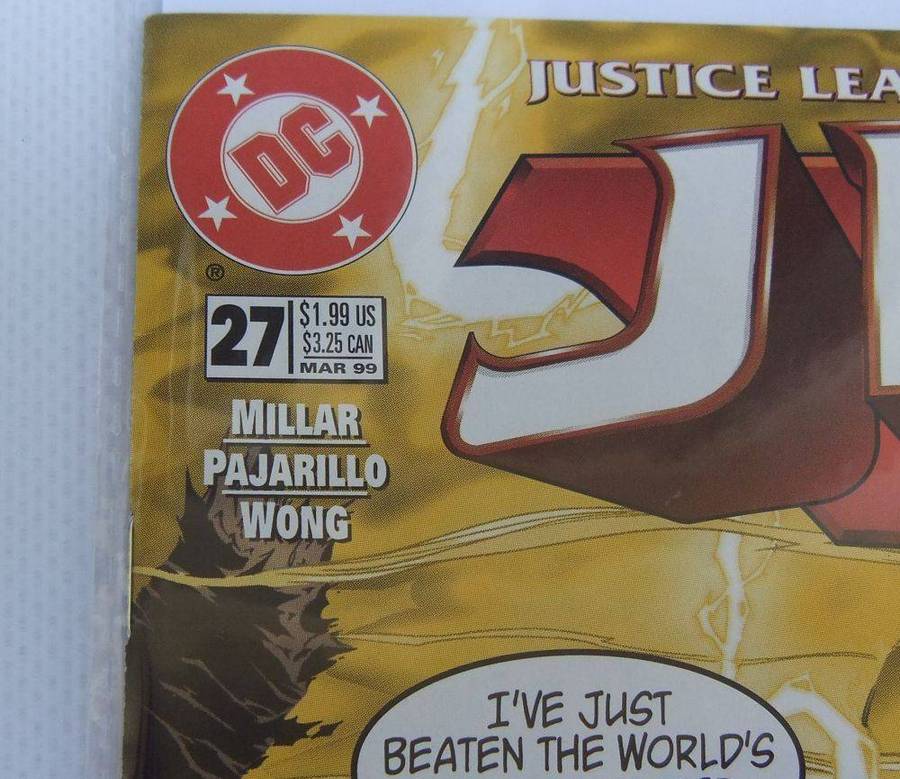 DC
®
JUSTICE LEA
J
27
$1.99 US
$3.25 CAN
MAR 99
MILLAR
PAJARILLO
WONG
I'VE JUST
BEATEN THE WORLD'S